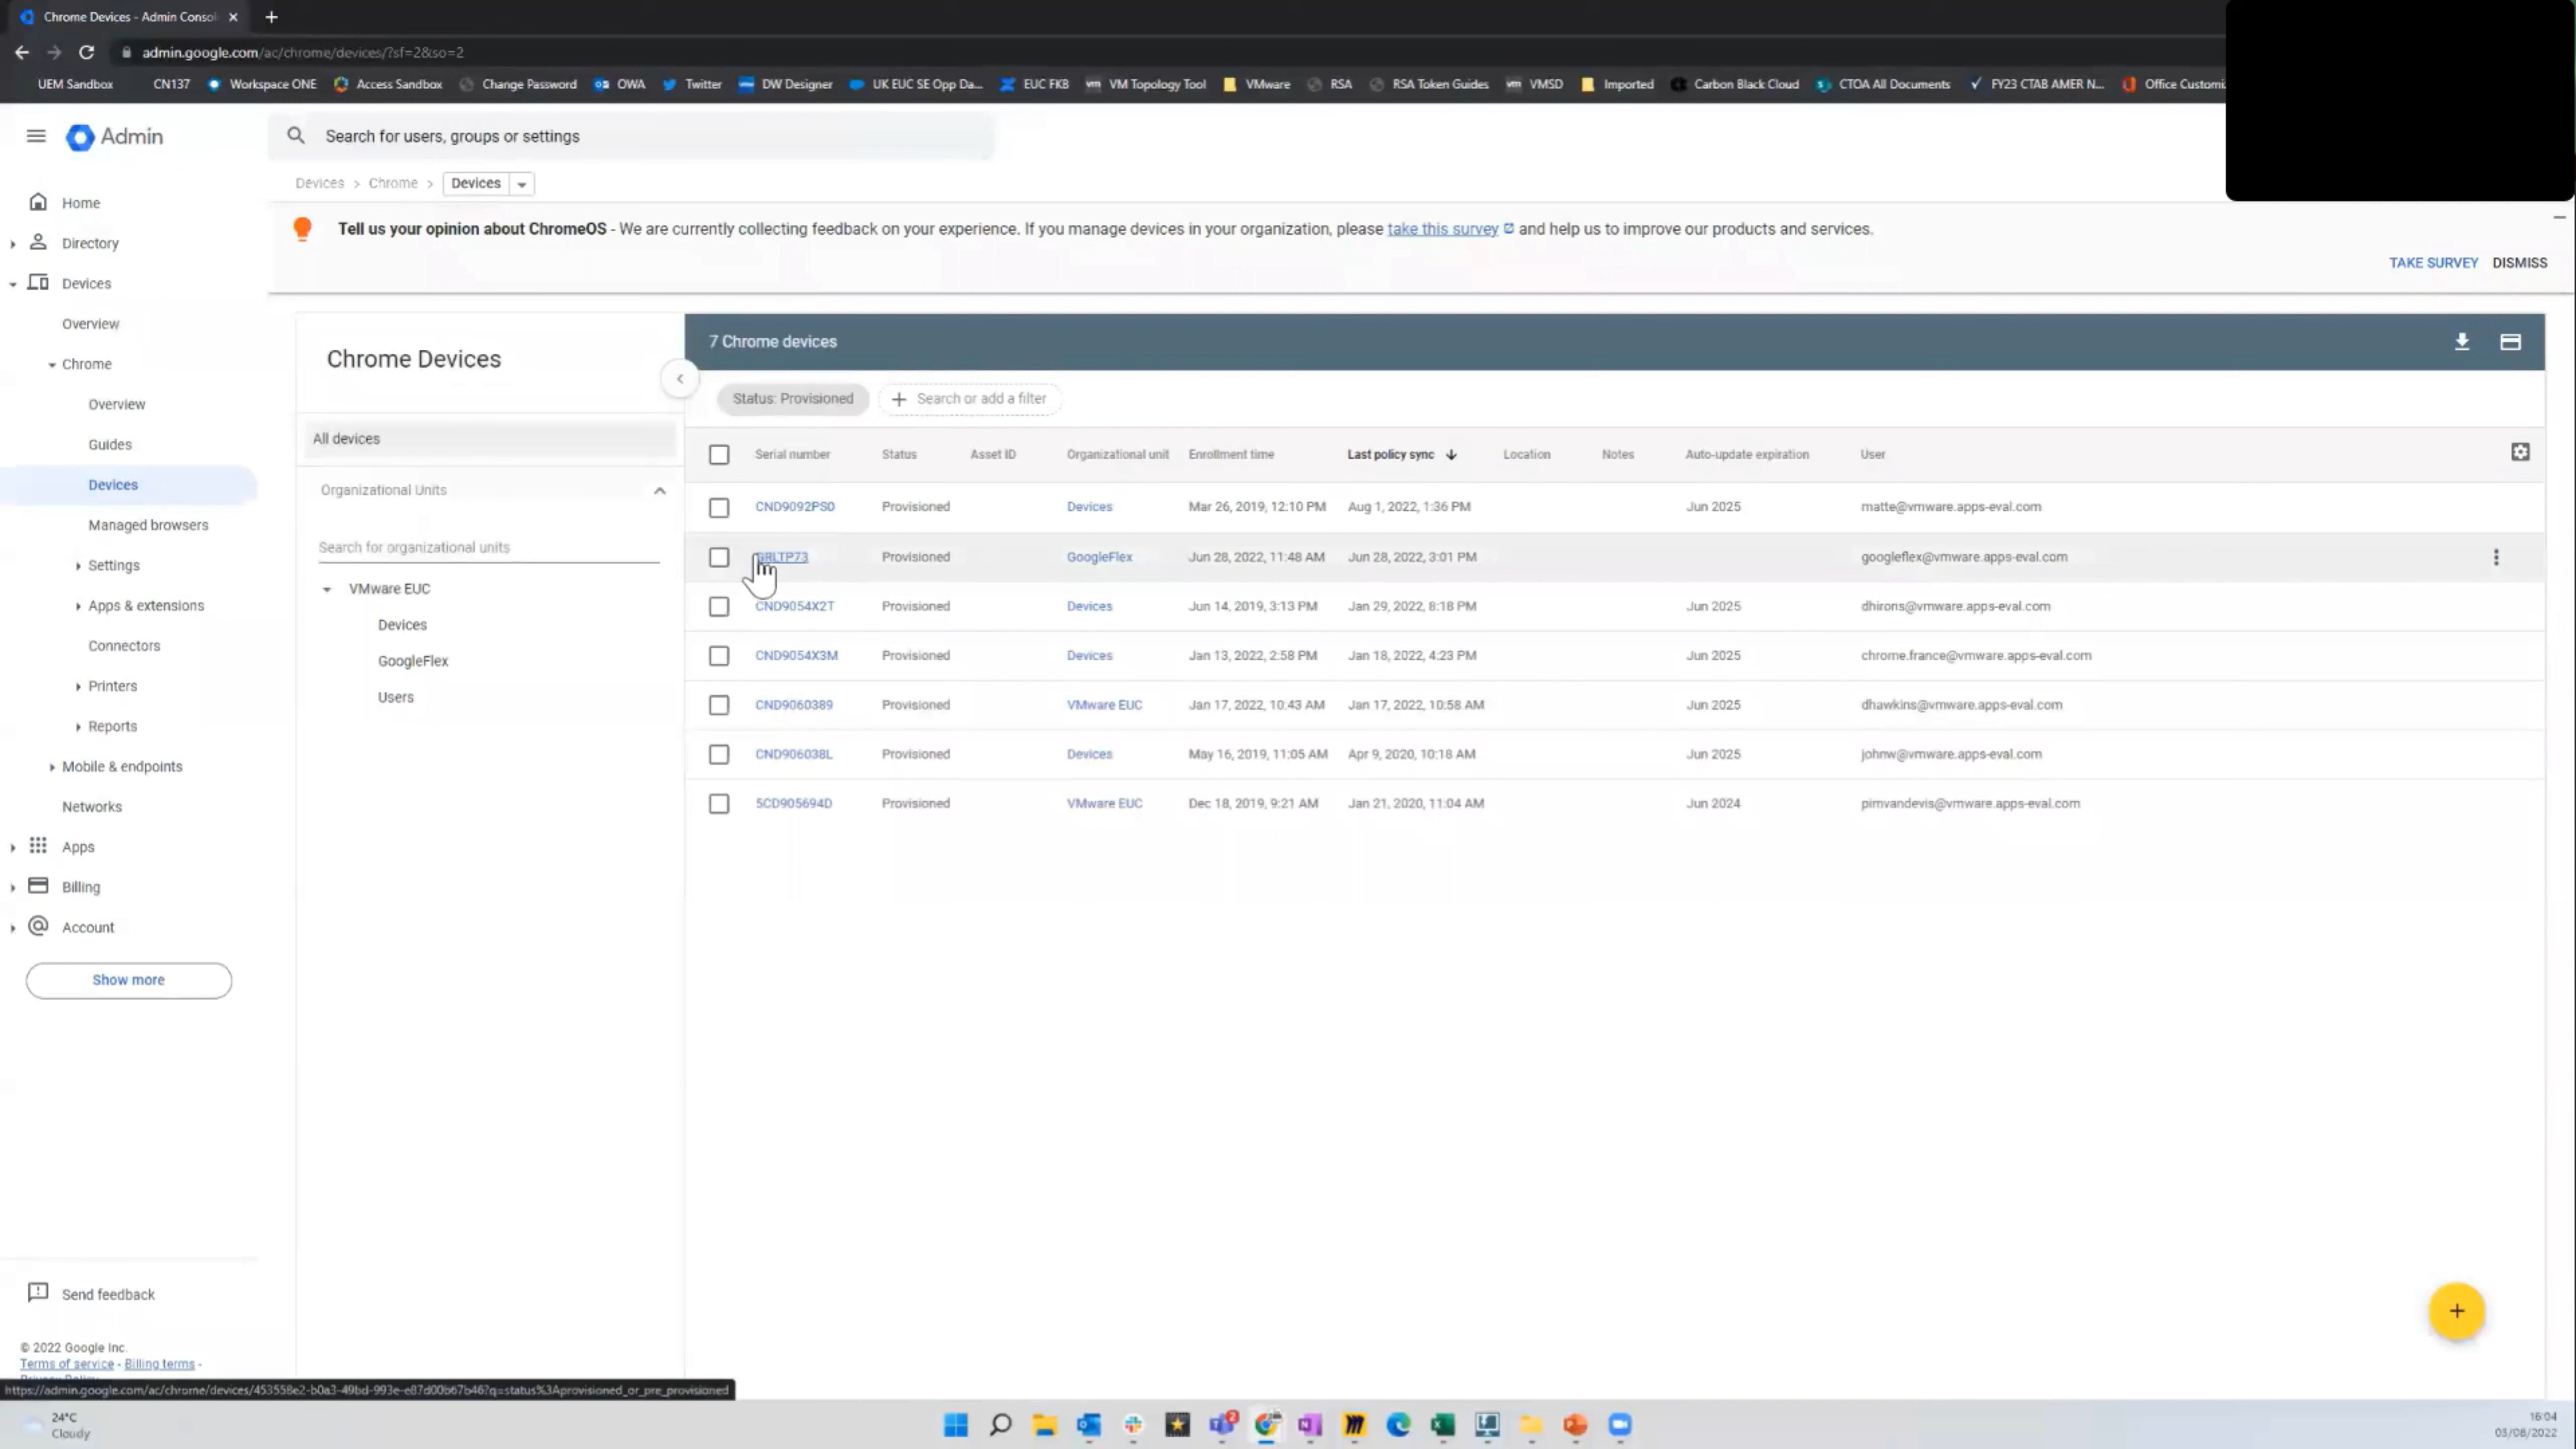 Chrome Devices - Admin Consol
admin.google.com/ac/chrome/devices/?sf=2&so=2
UEM Sandbox CN137 Workspace ONE Access Sandbox Change Password OWA Twitter DW Designer UK EUC SE Opp Da... EUC FKB VM Topology Tool VMware RSA RSA Token Guides VMSD Imported Carbon Black Cloud CTOA All Documents FY23 CTAB AMER N... Office Customi
Admin
Search for users, groups or settings
Devices > Chrome > Devices
Tell us your opinion about ChromeOS - We are currently collecting feedback on your experience. If you manage devices in your organization, please take this survey and help us to improve our products and services.
TAKE SURVEY DISMISS
Home
Directory
Devices
Overview
Chrome
Overview
Guides
Devices
Managed browsers
Settings
Apps & extensions
Connectors
Printers
Reports
Mobile & endpoints
Networks
Apps
Billing
Account
Show more
Send feedback
© 2022 Google Inc.
Terms of service - Billing terms -
Chrome Devices
All devices
Organizational Units
Search for organizational units
VMware EUC
Devices
GoogleFlex
Users
7 Chrome devices
Status: Provisioned + Search or add a filter
Serial number Status Asset ID Organizational unit Enrollment time Last policy sync Location Notes Auto-update expiration User
CND9092PS0 Provisioned Devices Mar 26, 2019, 12:10 PM Aug 1, 2022, 1:36 PM Jun 2025 matte@vmware.apps-eval.com
Provisioned GoogleFlex Jun 28, 2022, 11:48 AM Jun 28, 2022, 3:01 PM googleflex@vmware.apps-eval.com
CND9054X2T Provisioned Devices Jun 14, 2019, 3:13 PM Jan 29, 2022, 8:18 PM Jun 2025 dhirons@vmware.apps-eval.com
CND9054X3M Provisioned Devices Jan 13, 2022, 2:58 PM Jan 18, 2022, 4:23 PM Jun 2025 chrome.france@vmware.apps-eval.com
CND9060389 Provisioned VMware EUC Jan 17, 2022, 10:43 AM Jan 17, 2022, 10:58 AM Jun 2025 dhawkins@vmware.apps-eval.com
CND906038L Provisioned Devices May 16, 2019, 11:05 AM Apr 9, 2020, 10:18 AM Jun 2025 johnw@vmware.apps-eval.com
5CD905694D Provisioned VMware EUC Dec 18, 2019, 9:21 AM Jan 21, 2020, 11:04 AM Jun 2024 pimvandevis@vmware.apps-eval.com
https://admin.google.com/ac/chrome/devices/453558e2-b0a3-49bd-993e-e87d00b67b46?q=status%3Aprovisioned_or_pre_provisioned
24°C
Cloudy
16:04
03/08/2022